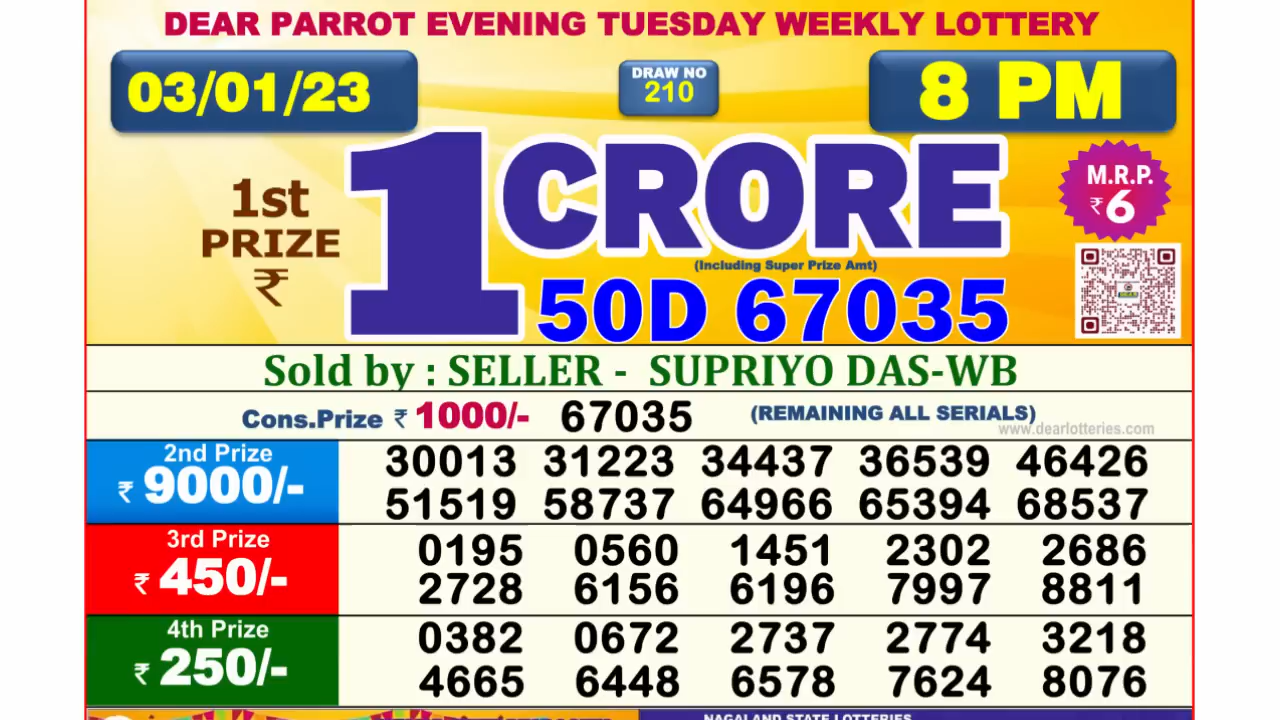 DEAR PARROT EVENING TUESDAY WEEKLY LOTTERY
03/01/23
DRAW NO
210
8 PM
1st
PRIZE
₹
1 CRORE
(Including Super Prize Amt)
50D 67035
M.R.P.
₹ 6
Sold by : SELLER - SUPRIYO DAS-WB
Cons.Prize ₹ 1000/- 67035 (REMAINING ALL SERIALS)
www.dearlotteries.com
2nd Prize
₹ 9000/-
30013 31223 34437 36539 46426
51519 58737 64966 65394 68537
3rd Prize
₹ 450/-
0195 0560 1451 2302 2686
2728 6156 6196 7997 8811
4th Prize
₹ 250/-
0382 0672 2737 2774 3218
4665 6448 6578 7624 8076
NAGALAND STATE LOTTERIES